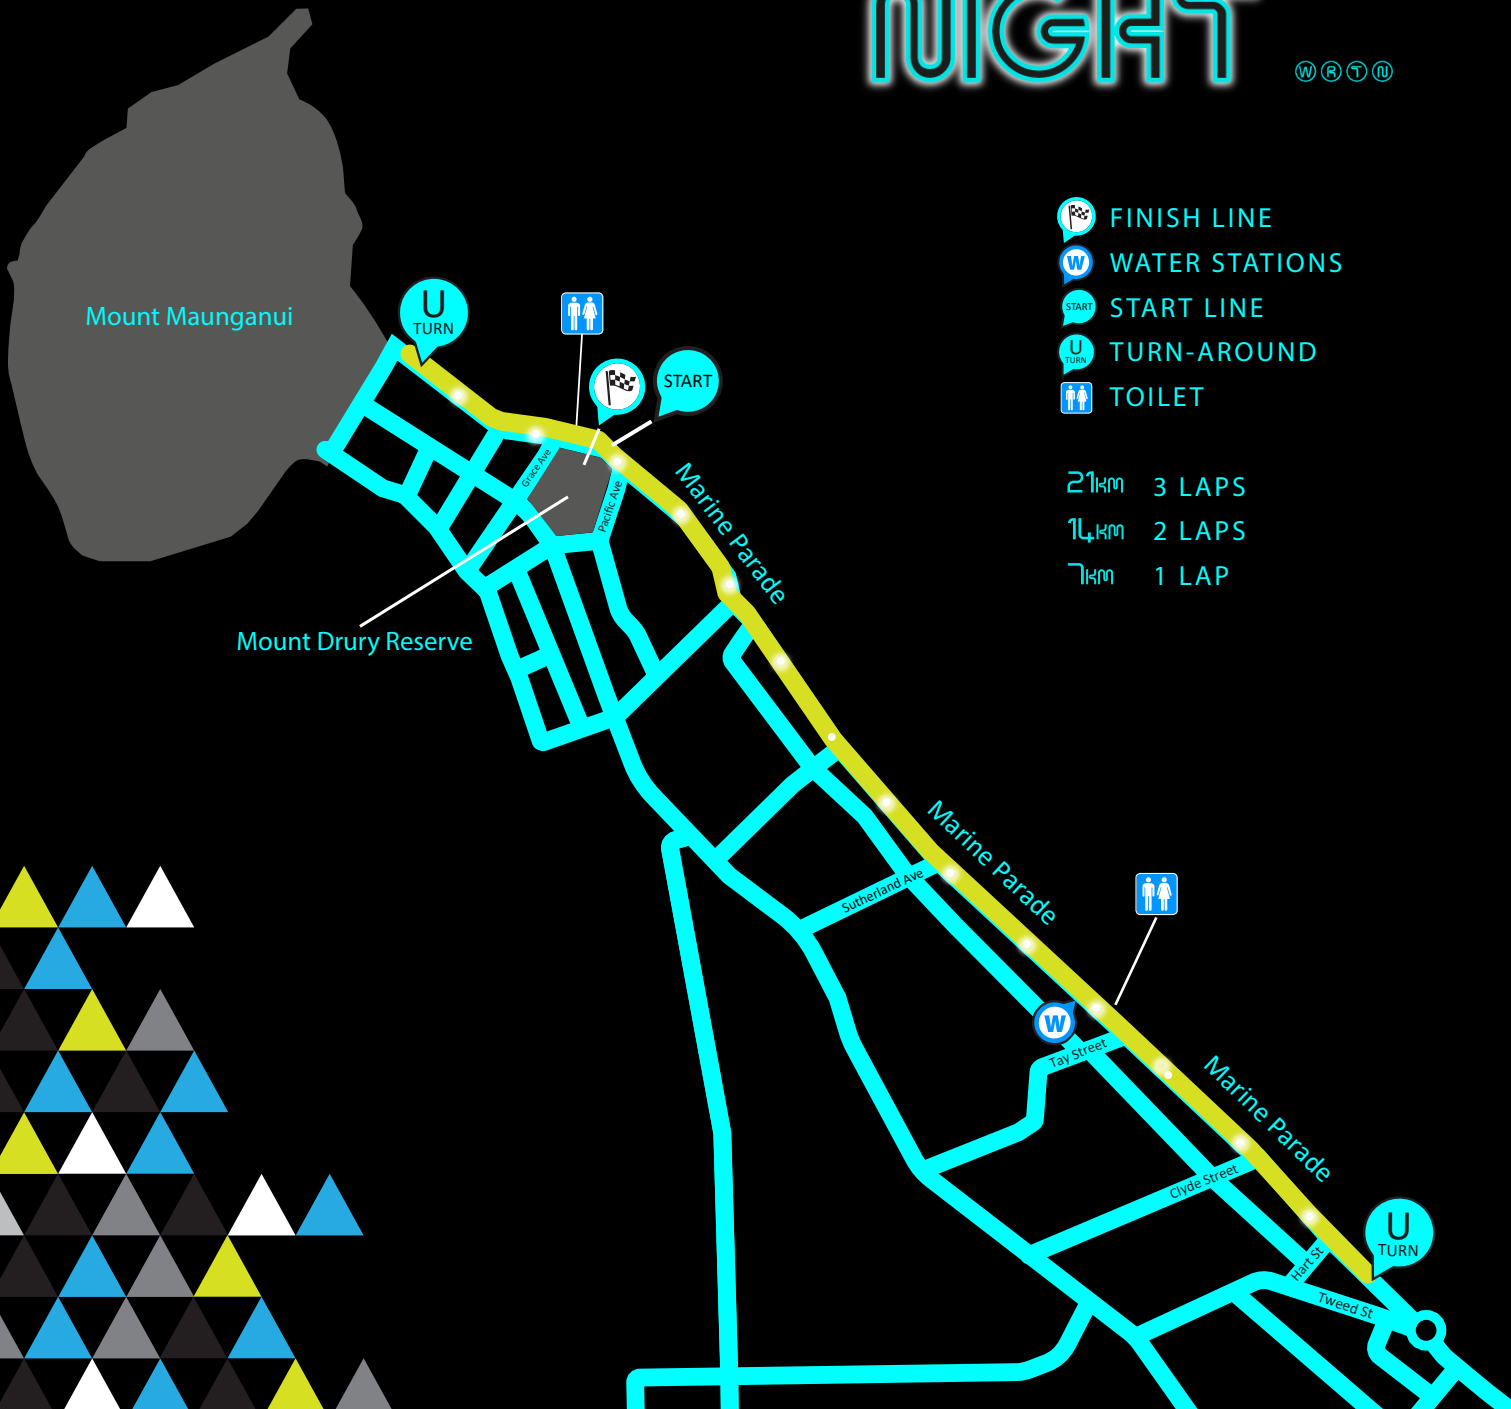 NIGHT
W R T N
FINISH LINE
W WATER STATIONS
START START LINE
U TURN TURN-AROUND
TOILET
21KM 3 LAPS
14KM 2 LAPS
7KM 1 LAP
Mount Maunganui
U
TURN
START
Grace Ave
Pacific Ave
Marine Parade
Mount Drury Reserve
Marine Parade
Sutherland Ave
W
Tay Street
Marine Parade
Clyde Street
U
TURN
Hart St
Tweed St